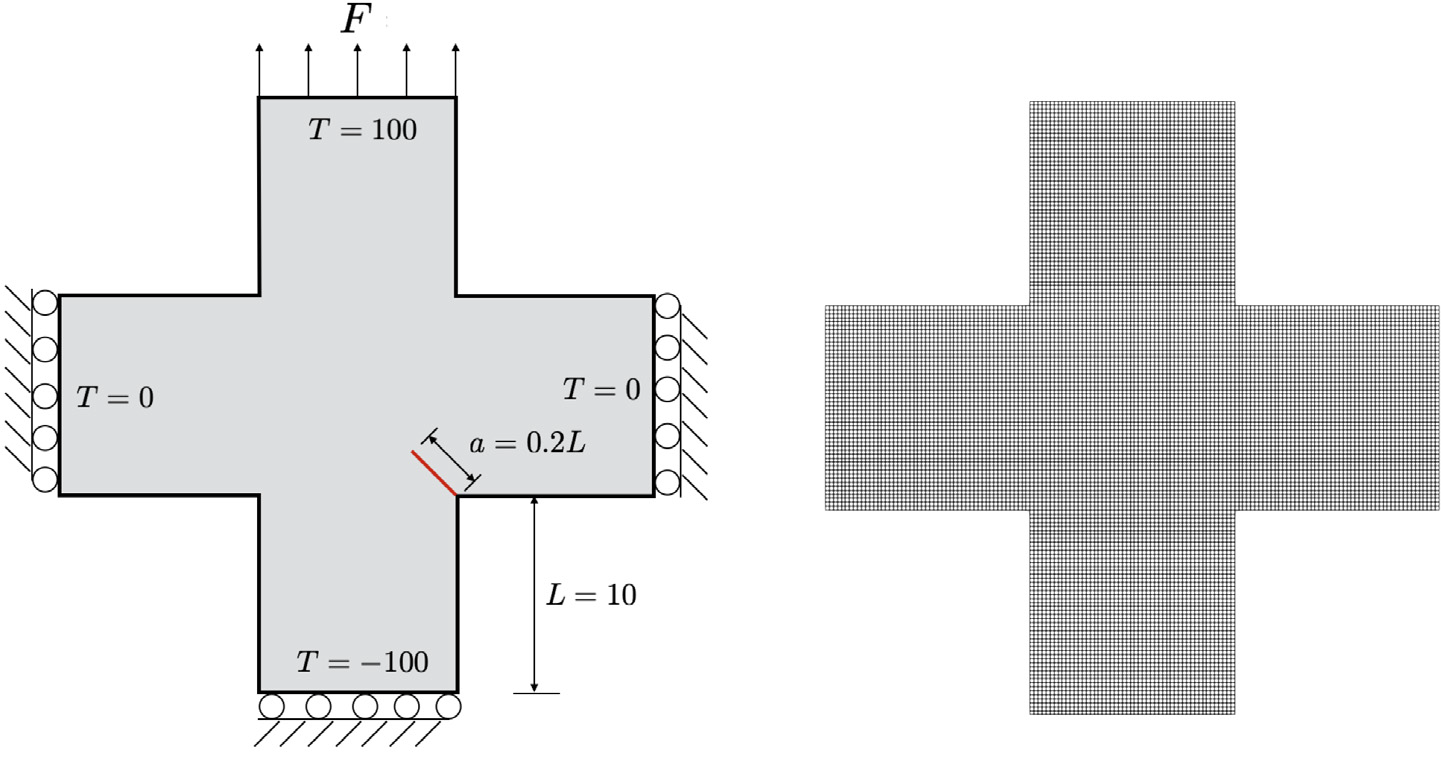 F
T = 100
T = 0
T = 0
a = 0.2L
L = 10
T = −100